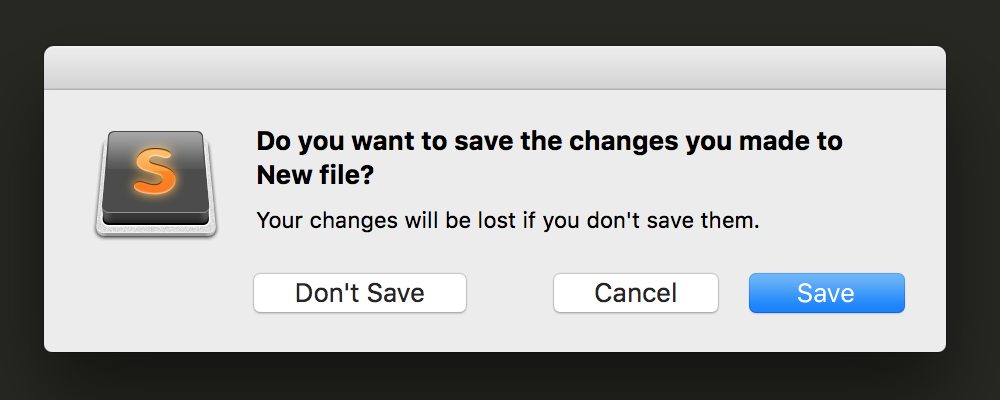 S
Do you want to save the changes you made to
New file?
Your changes will be lost if you don't save them.
Don't Save Cancel Save